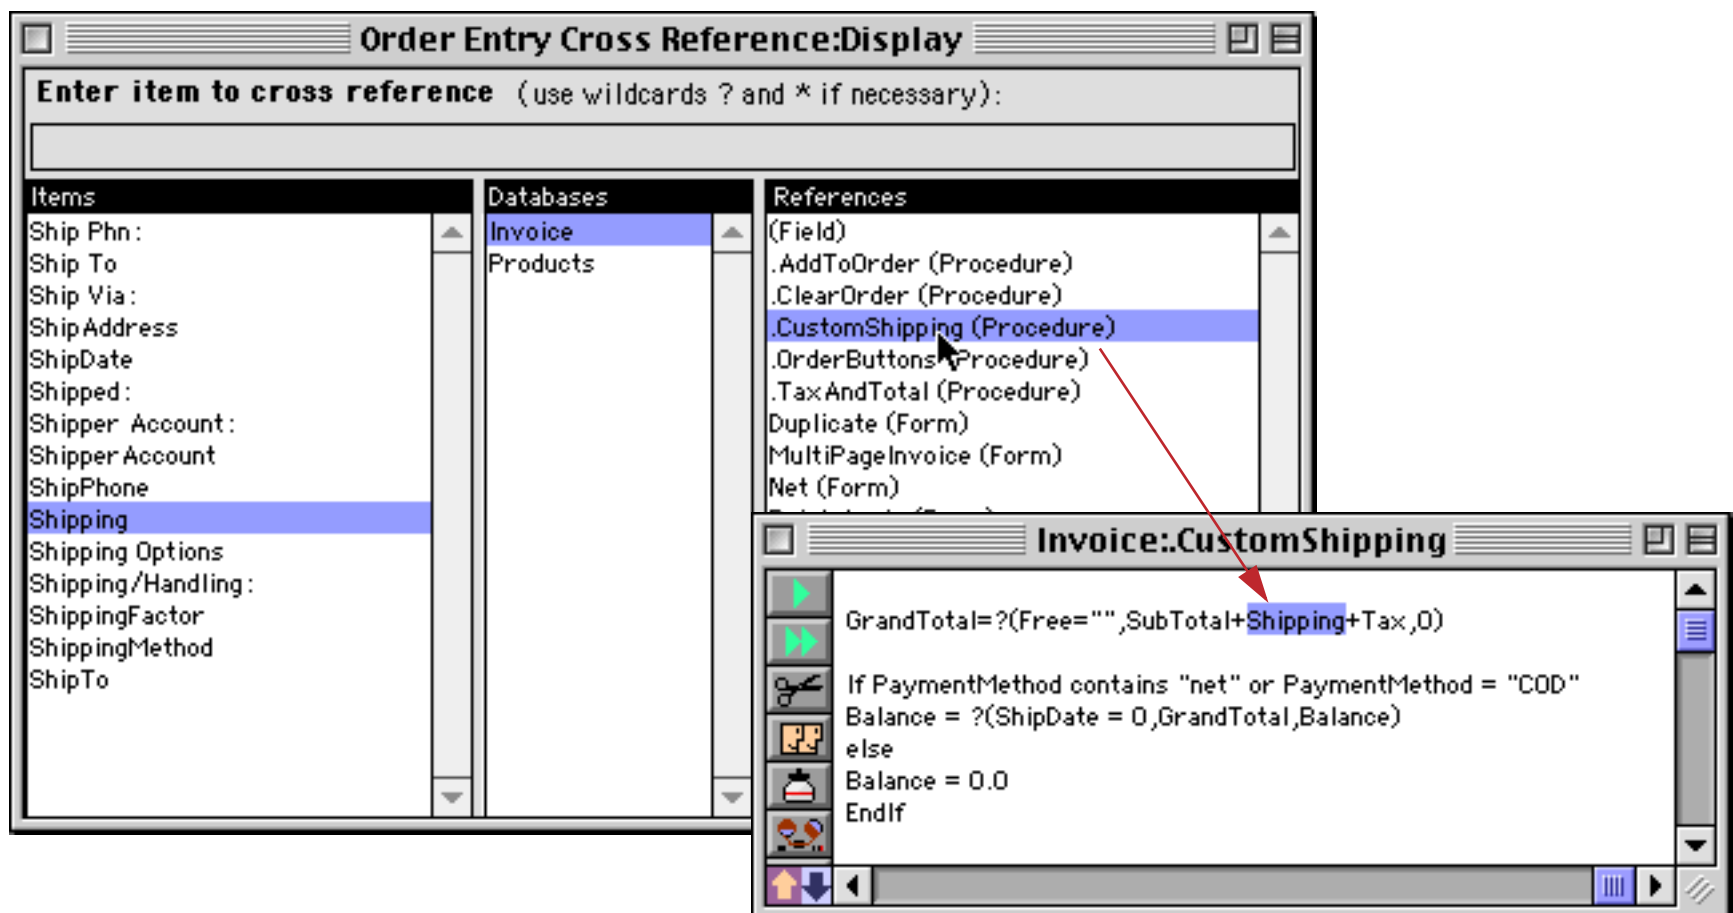 Order Entry Cross Reference:Display
Enter item to cross reference (use wildcards ? and * if necessary):
Items
Ship Phn:
Ship To
Ship Via:
ShipAddress
ShipDate
Shipped:
Shipper Account:
ShipperAccount
ShipPhone
Shipping
Shipping Options
Shipping/Handling:
ShippingFactor
ShippingMethod
ShipTo
Databases
Invoice
Products
References
(Field)
.AddToOrder (Procedure)
.ClearOrder (Procedure)
.CustomShipping (Procedure)
.OrderButtons (Procedure)
.TaxAndTotal (Procedure)
Duplicate (Form)
MultiPageInvoice (Form)
Net (Form)
Invoice:.CustomShipping
GrandTotal=?(Free="",SubTotal+Shipping+Tax,0)
If PaymentMethod contains "net" or PaymentMethod = "COD"
Balance = ?(ShipDate = 0,GrandTotal,Balance)
else
Balance = 0.0
EndIf